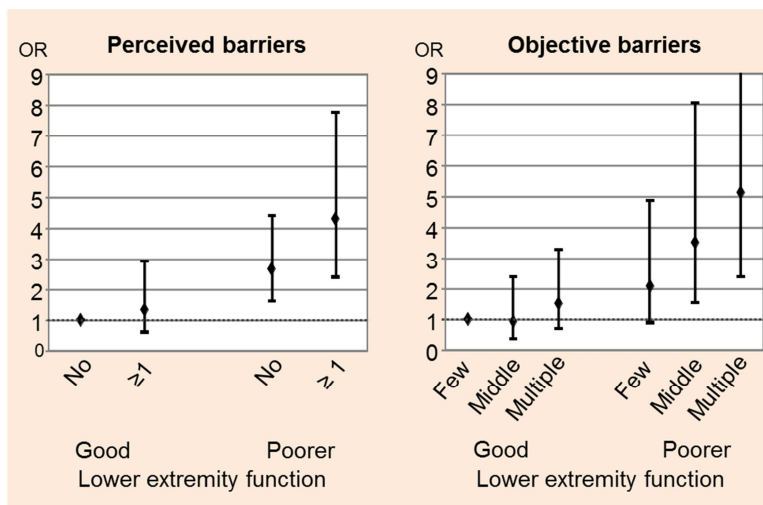 Perceived barriers
OR
9
8
7
6
5
4
3
2
1
0
No
≥1
No
≥ 1
Good Poorer
Lower extremity function
Objective barriers
OR
9
8
7
6
5
4
3
2
1
0
Few
Middle
Multiple
Few
Middle
Multiple
Good Poorer
Lower extremity function